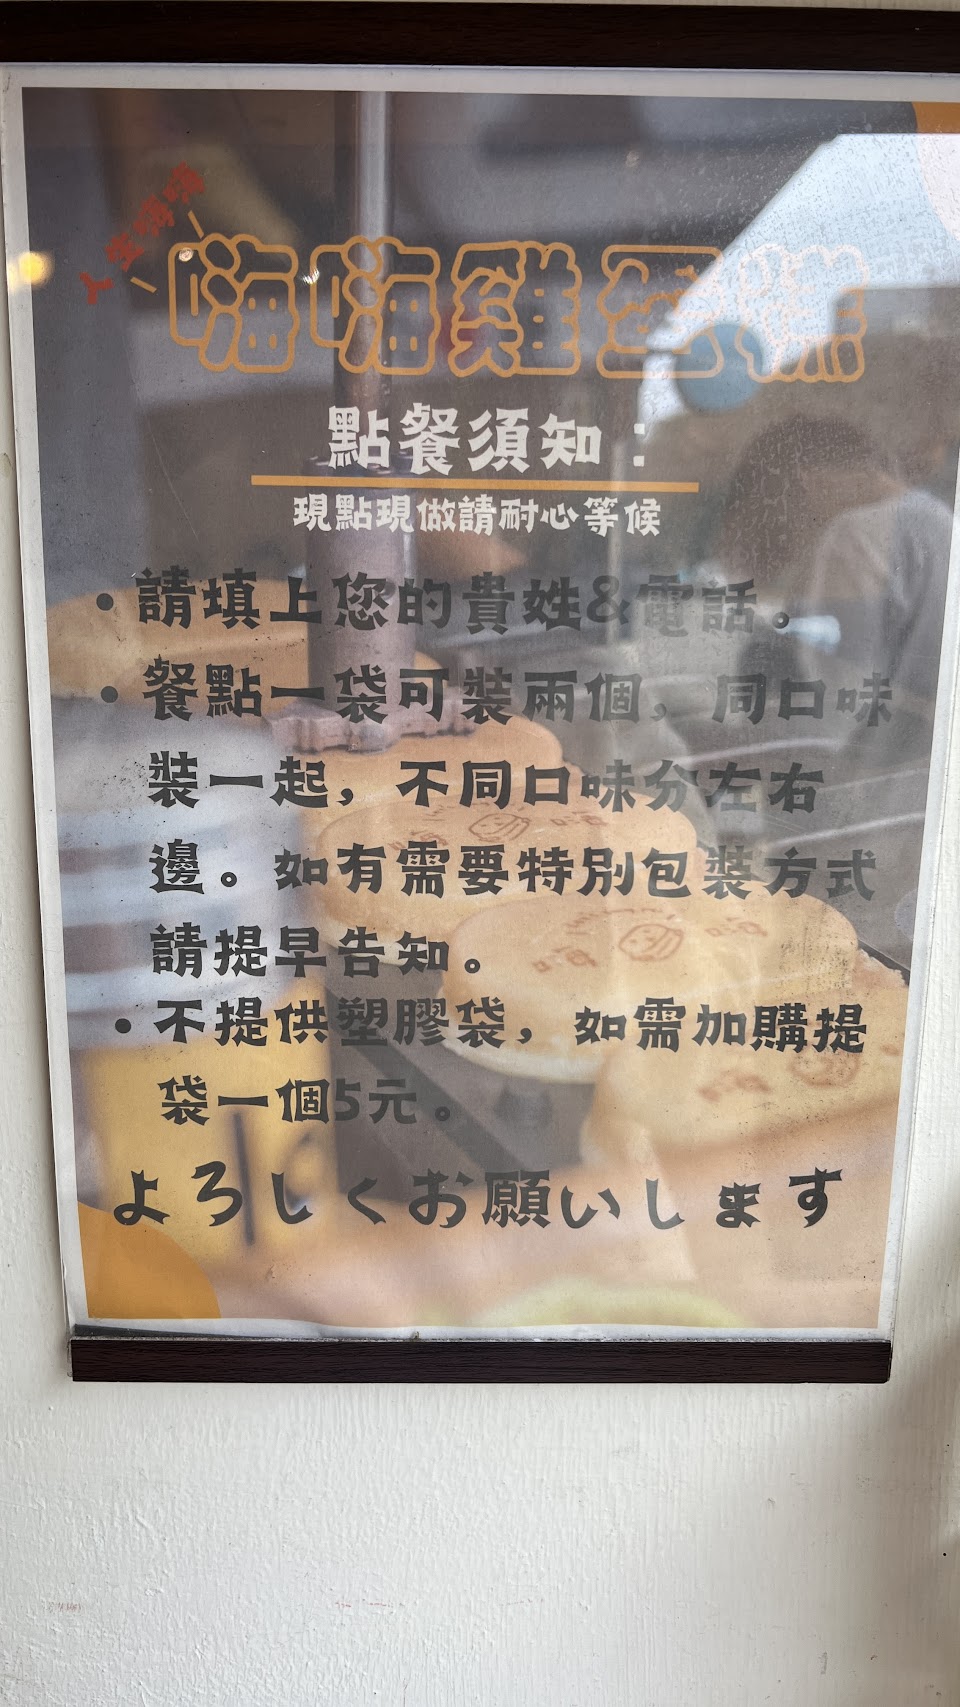 人生嗨嗨
嗨嗨雞蛋糕
點餐須知：
現點現做請耐心等候
・請填上您的貴姓&電話。
・餐點一袋可裝兩個，同口味
裝一起，不同口味分左右
邊。如有需要特別包裝方式
請提早告知。
・不提供塑膠袋，如需加購提
袋一個5元。
よろしくお願いします